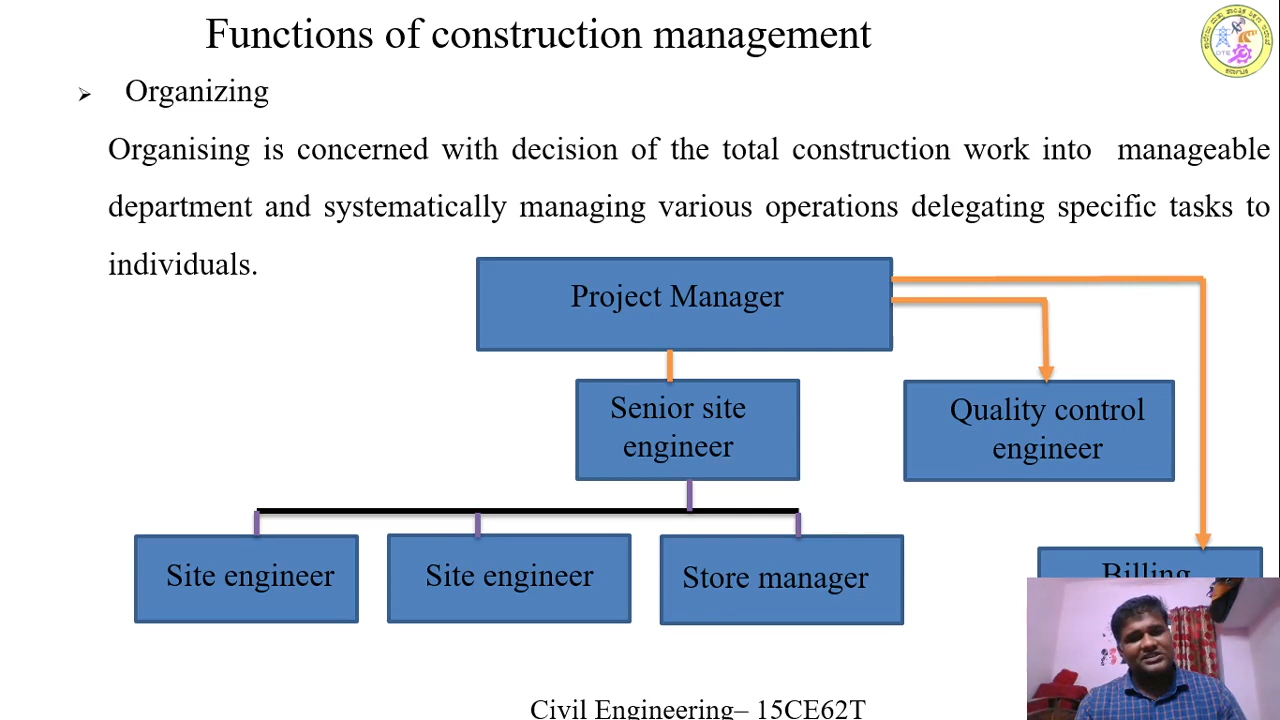 Functions of construction management
➤ Organizing
Organising is concerned with decision of the total construction work into manageable
department and systematically managing various operations delegating specific tasks to
individuals.
Project Manager
Senior site
engineer
Quality control
engineer
Site engineer
Site engineer
Store manager
Billing
Civil Engineering– 15CE62T